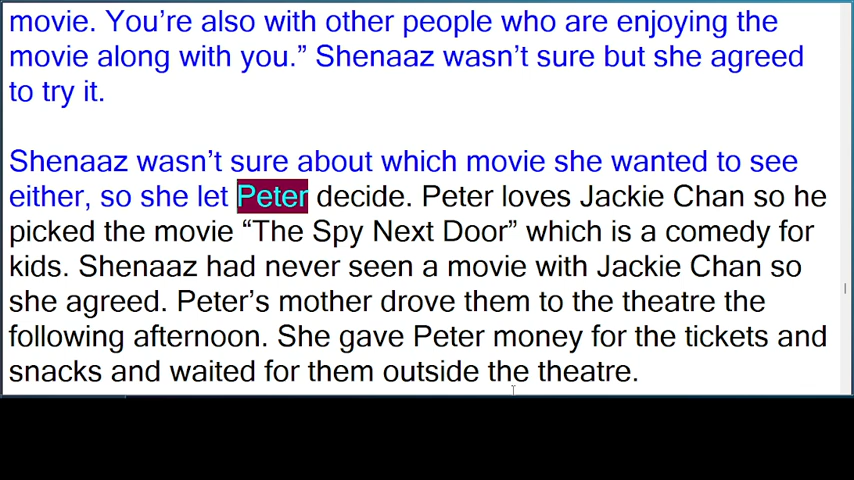 movie. You’re also with other people who are enjoying the
movie along with you.” Shenaaz wasn’t sure but she agreed
to try it.
Shenaaz wasn’t sure about which movie she wanted to see
either, so she let Peter decide. Peter loves Jackie Chan so he
picked the movie “The Spy Next Door” which is a comedy for
kids. Shenaaz had never seen a movie with Jackie Chan so
she agreed. Peter’s mother drove them to the theatre the
following afternoon. She gave Peter money for the tickets and
snacks and waited for them outside the theatre.